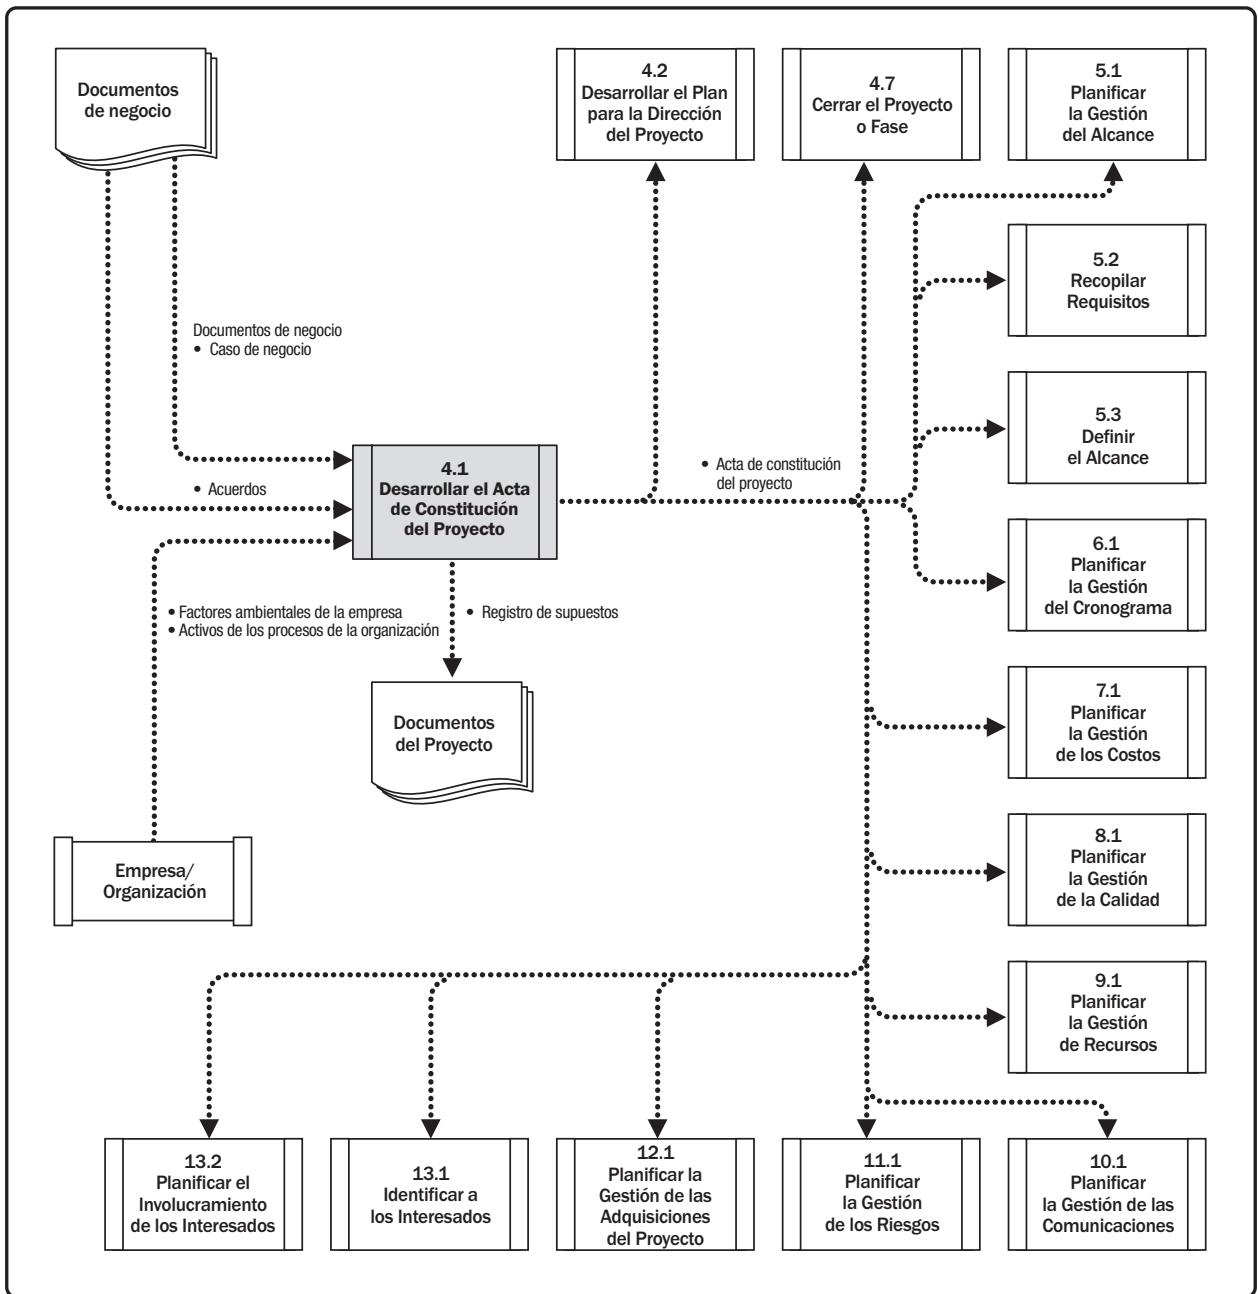 Documentos
de negocio
4.2
Desarrollar el Plan
para la Dirección
del Proyecto
4.7
Cerrar el Proyecto
o Fase
5.1
Planificar
la Gestión
del Alcance
5.2
Recopilar
Requisitos
Documentos de negocio
• Caso de negocio
5.3
Definir
el Alcance
4.1
Desarrollar el Acta
de Constitución
del Proyecto
• Acuerdos
• Acta de constitución
del proyecto
6.1
Planificar
la Gestión
del Cronograma
• Factores ambientales de la empresa
• Activos de los procesos de la organización
• Registro de supuestos
Documentos
del Proyecto
7.1
Planificar
la Gestión
de los Costos
Empresa/
Organización
8.1
Planificar
la Gestión
de la Calidad
9.1
Planificar
la Gestión
de Recursos
13.2
Planificar el
Involucramiento
de los Interesados
13.1
Identificar a
los Interesados
12.1
Planificar la
Gestión de las
Adquisiciones
del Proyecto
11.1
Planificar
la Gestión
de los Riesgos
10.1
Planificar
la Gestión de las
Comunicaciones